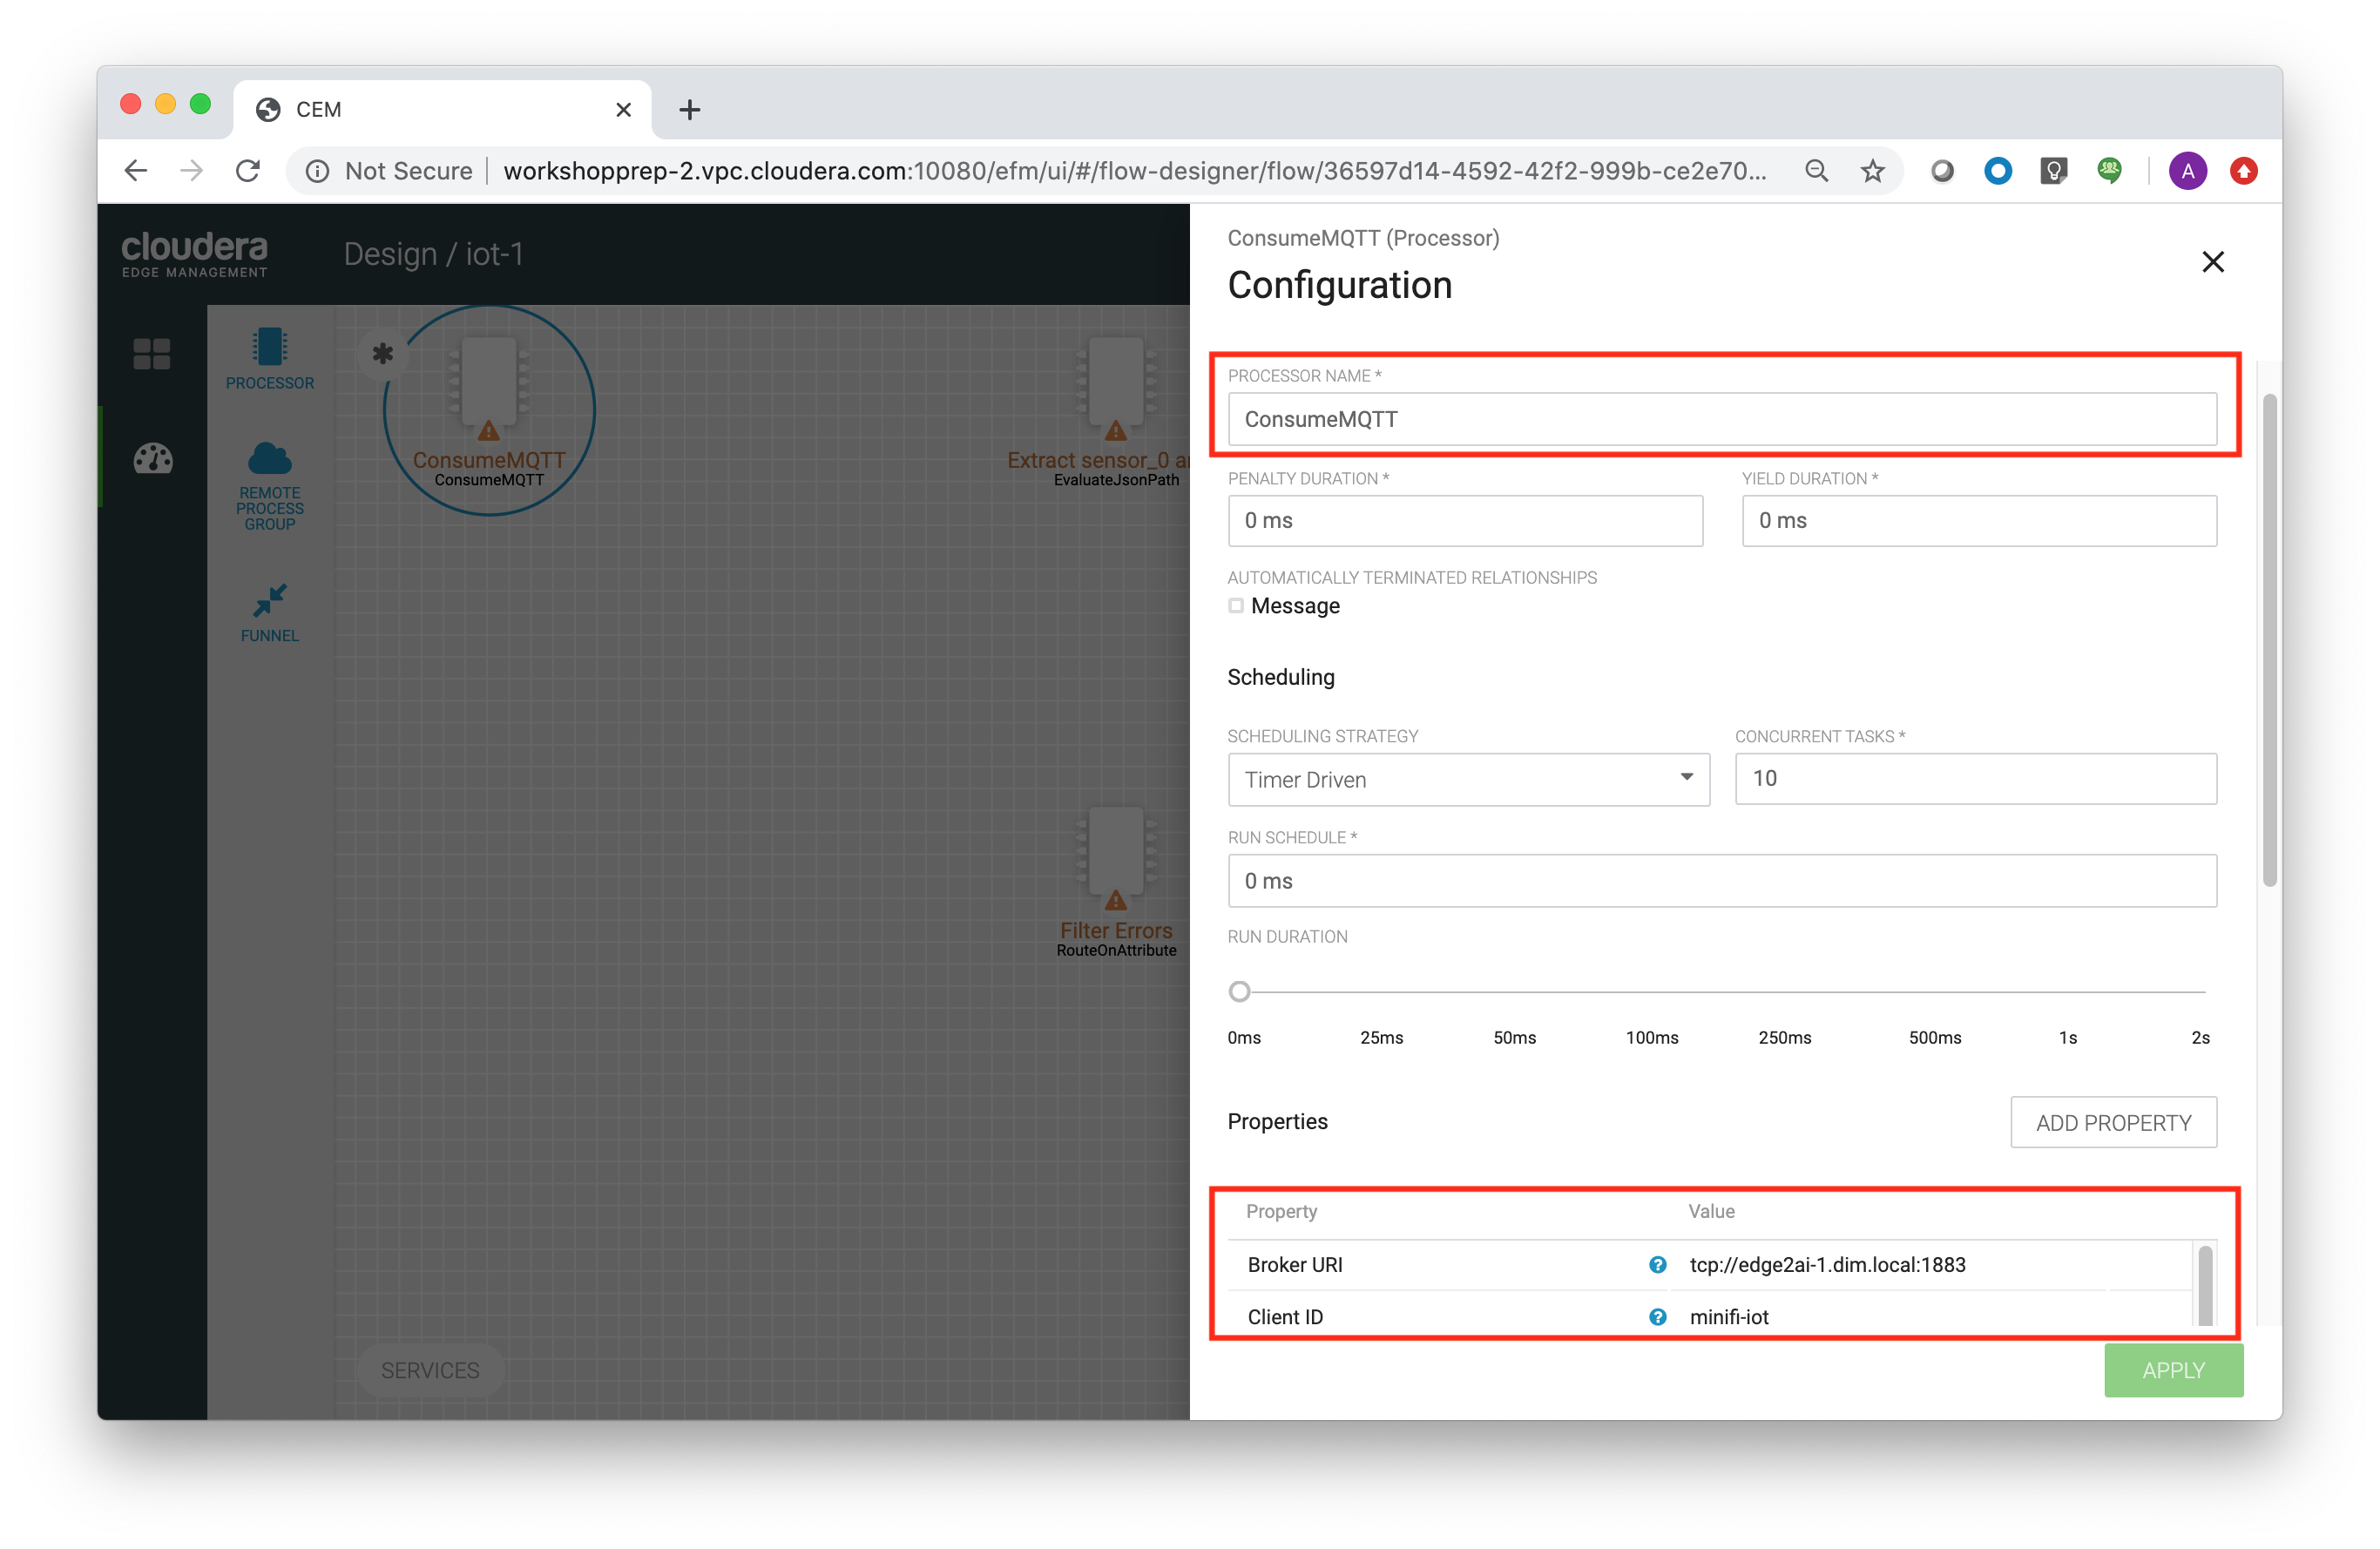 CEM
Not Secure
workshopprep-2.vpc.cloudera.com:10080/efm/ui/#/flow-designer/flow/36597d14-4592-42f2-999b-ce2e70...
A
cloudera
EDGE MANAGEMENT
Design / iot-1
PROCESSOR
REMOTE
PROCESS
GROUP
FUNNEL
ConsumeMQTT
ConsumeMQTT
Extract sensor_0
EvaluateJsonPath
Filter Errors
RouteOnAttribute
SERVICES
ConsumeMQTT (Processor)
Configuration
PROCESSOR NAME *
ConsumeMQTT
PENALTY DURATION *
YIELD DURATION *
0 ms
0 ms
AUTOMATICALLY TERMINATED RELATIONSHIPS
Message
Scheduling
SCHEDULING STRATEGY
CONCURRENT TASKS *
Timer Driven
10
RUN SCHEDULE *
0 ms
RUN DURATION
0ms 25ms 50ms 100ms 250ms 500ms 1s 2s
Properties
ADD PROPERTY
Property Value
Broker URI ? tcp://edge2ai-1.dim.local:1883
Client ID ? minifi-iot
APPLY